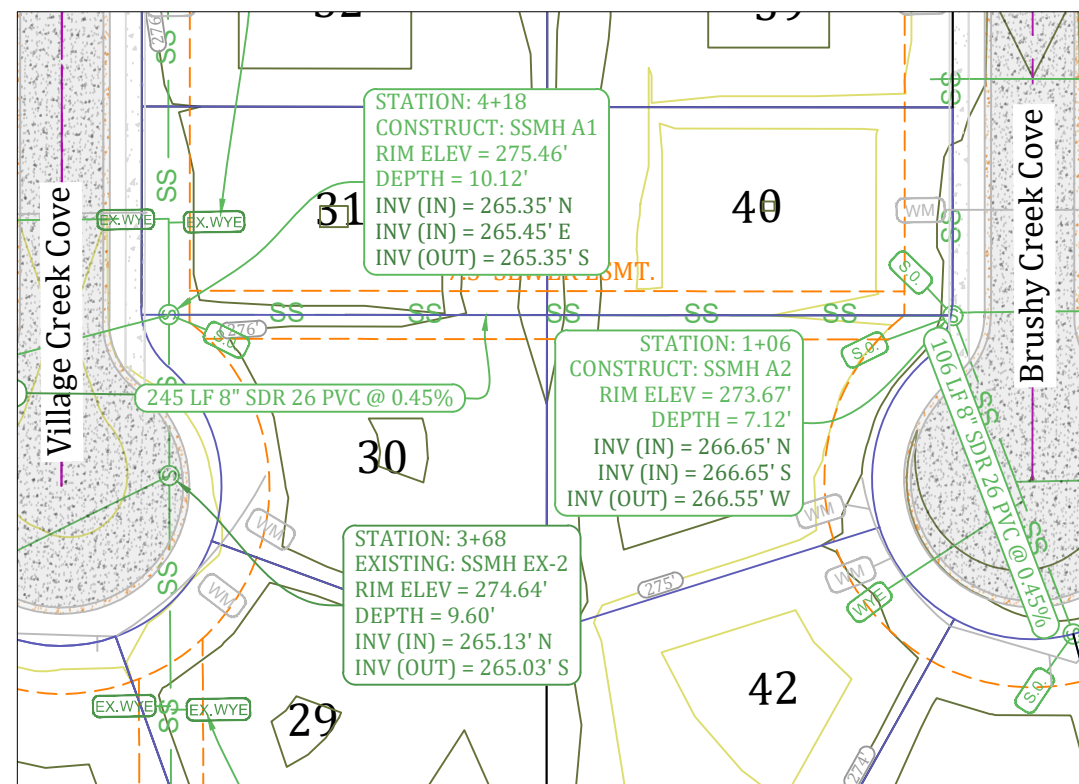 276'
SS
SS
39
SS
STATION: 4+18
CONSTRUCT: SSMH A1
RIM ELEV = 275.46'
DEPTH = 10.12'
INV (IN) = 265.35' N
INV (IN) = 265.45' E
INV (OUT) = 265.35' S
31
40
EX.WYE
EX.WYE
WM
SS
SEWER ESMT.
S.O.
Village Creek Cove
Brushy Creek Cove
S
SS
SS
SS
SS
SS
S
276'
S.O.
S.O.
STATION: 1+06
CONSTRUCT: SSMH A2
RIM ELEV = 273.67'
DEPTH = 7.12'
INV (IN) = 266.65' N
INV (IN) = 266.65' S
INV (OUT) = 266.55' W
245 LF 8" SDR 26 PVC @ 0.45%
106 LF 8" SDR 26 PVC @ 0.45%
SS
SS
30
S
WM
WM
SS
STATION: 3+68
EXISTING: SSMH EX-2
RIM ELEV = 274.64'
DEPTH = 9.60'
INV (IN) = 265.13' N
INV (OUT) = 265.03' S
SS
WM
WM
275'
WYE
S
S.O.
42
EX.WYE
EX.WYE
SS
29
274'